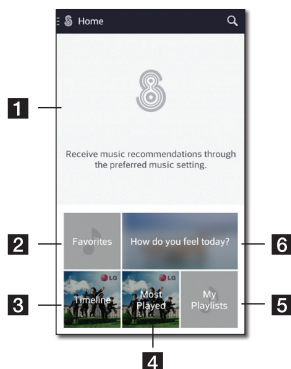 Home
1
Receive music recommendations through
the preferred music setting.
2
Favorites
How do you feel today?
6
3
LG
Timeline
LG
Most
Played
My
Playlists
5
4